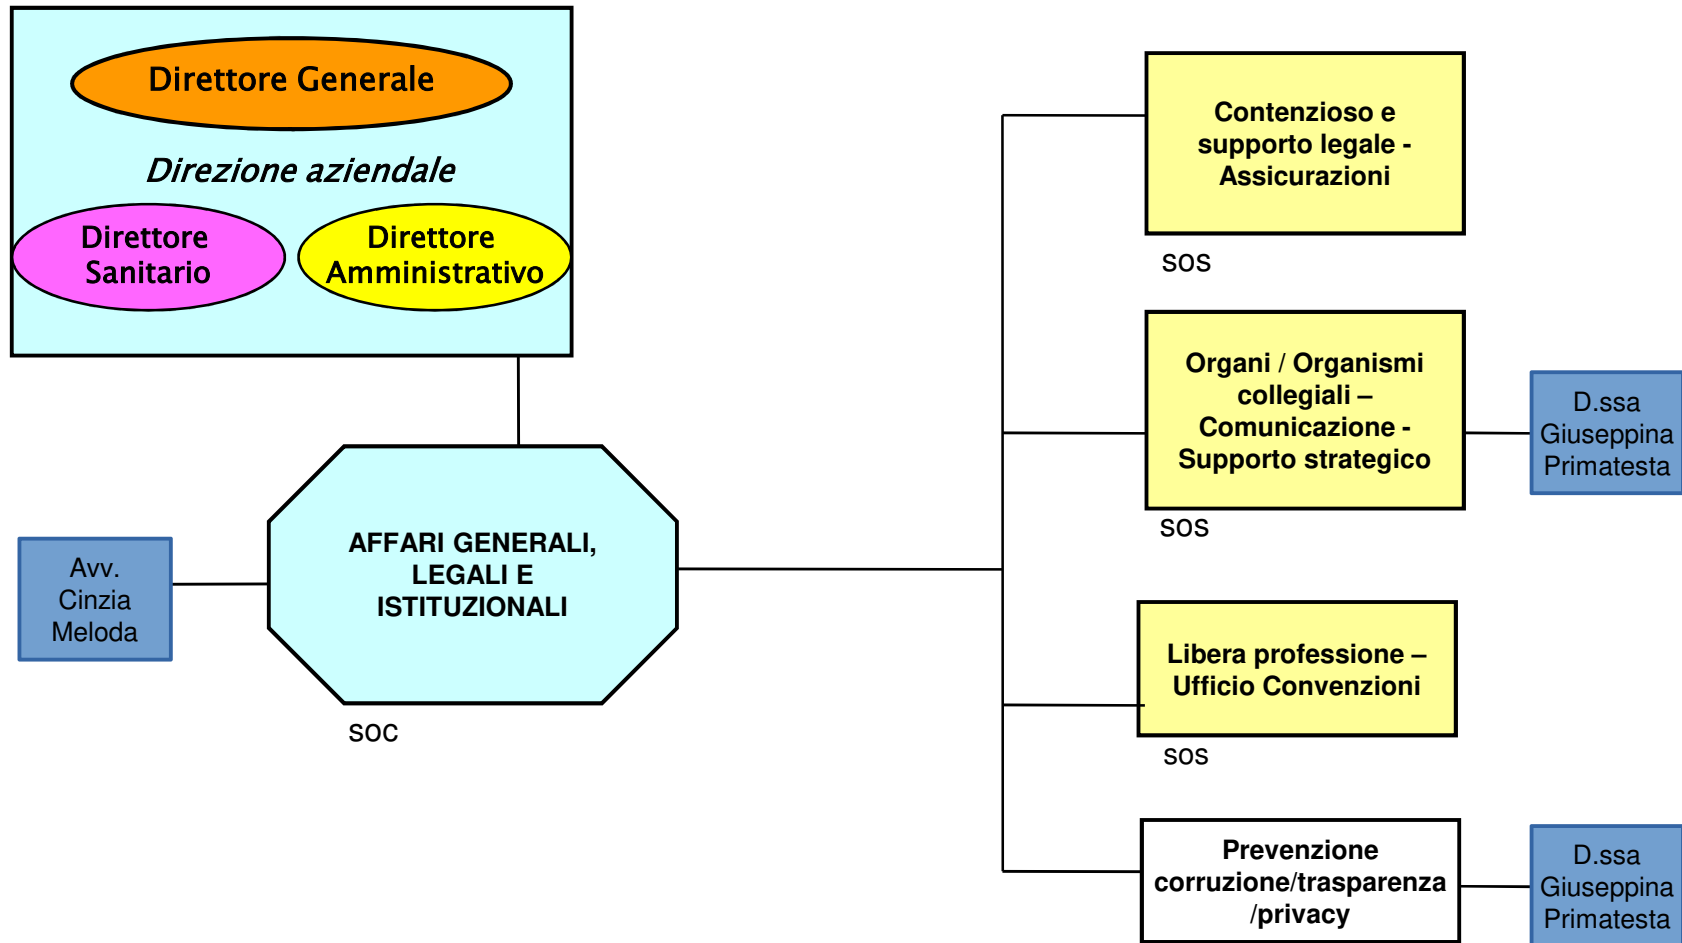 Direttore Generale
Direzione aziendale
Direttore
Sanitario
Direttore
Amministrativo
AFFARI GENERALI,
LEGALI E
ISTITUZIONALI
soc
Avv.
Cinzia
Meloda
Contenzioso e
supporto legale -
Assicurazioni
sos
Organi / Organismi
collegiali –
Comunicazione -
Supporto strategico
sos
D.ssa
Giuseppina
Primatesta
Libera professione –
Ufficio Convenzioni
sos
Prevenzione
corruzione/trasparenza
/privacy
D.ssa
Giuseppina
Primatesta